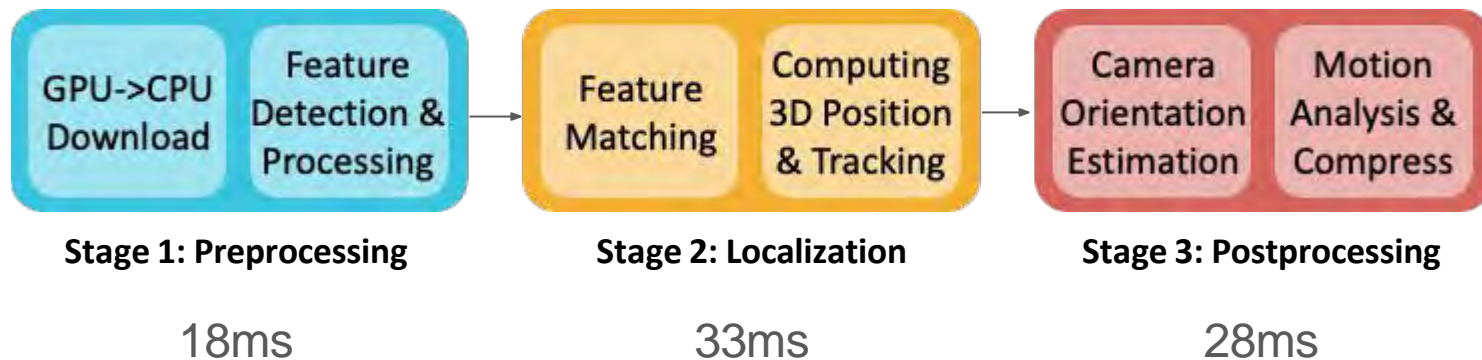 GPU->CPU
Download
Feature
Detection &
Processing
Feature
Matching
Computing
3D Position
& Tracking
Camera
Orientation
Estimation
Motion
Analysis &
Compress
Stage 1: Preprocessing
Stage 2: Localization
Stage 3: Postprocessing
18ms
33ms
28ms